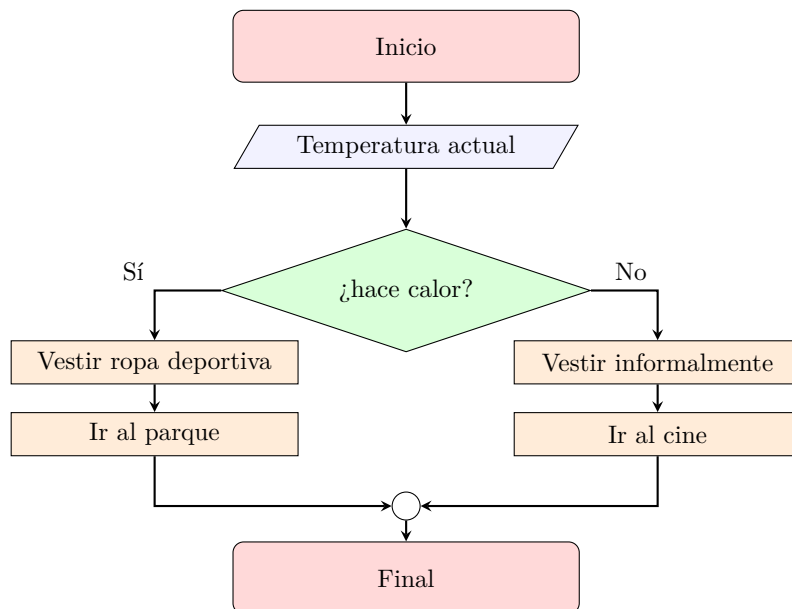 Inicio
Temperatura actual
¿hace calor?
Sí
No
Vestir ropa deportiva
Vestir informalmente
Ir al parque
Ir al cine
Final